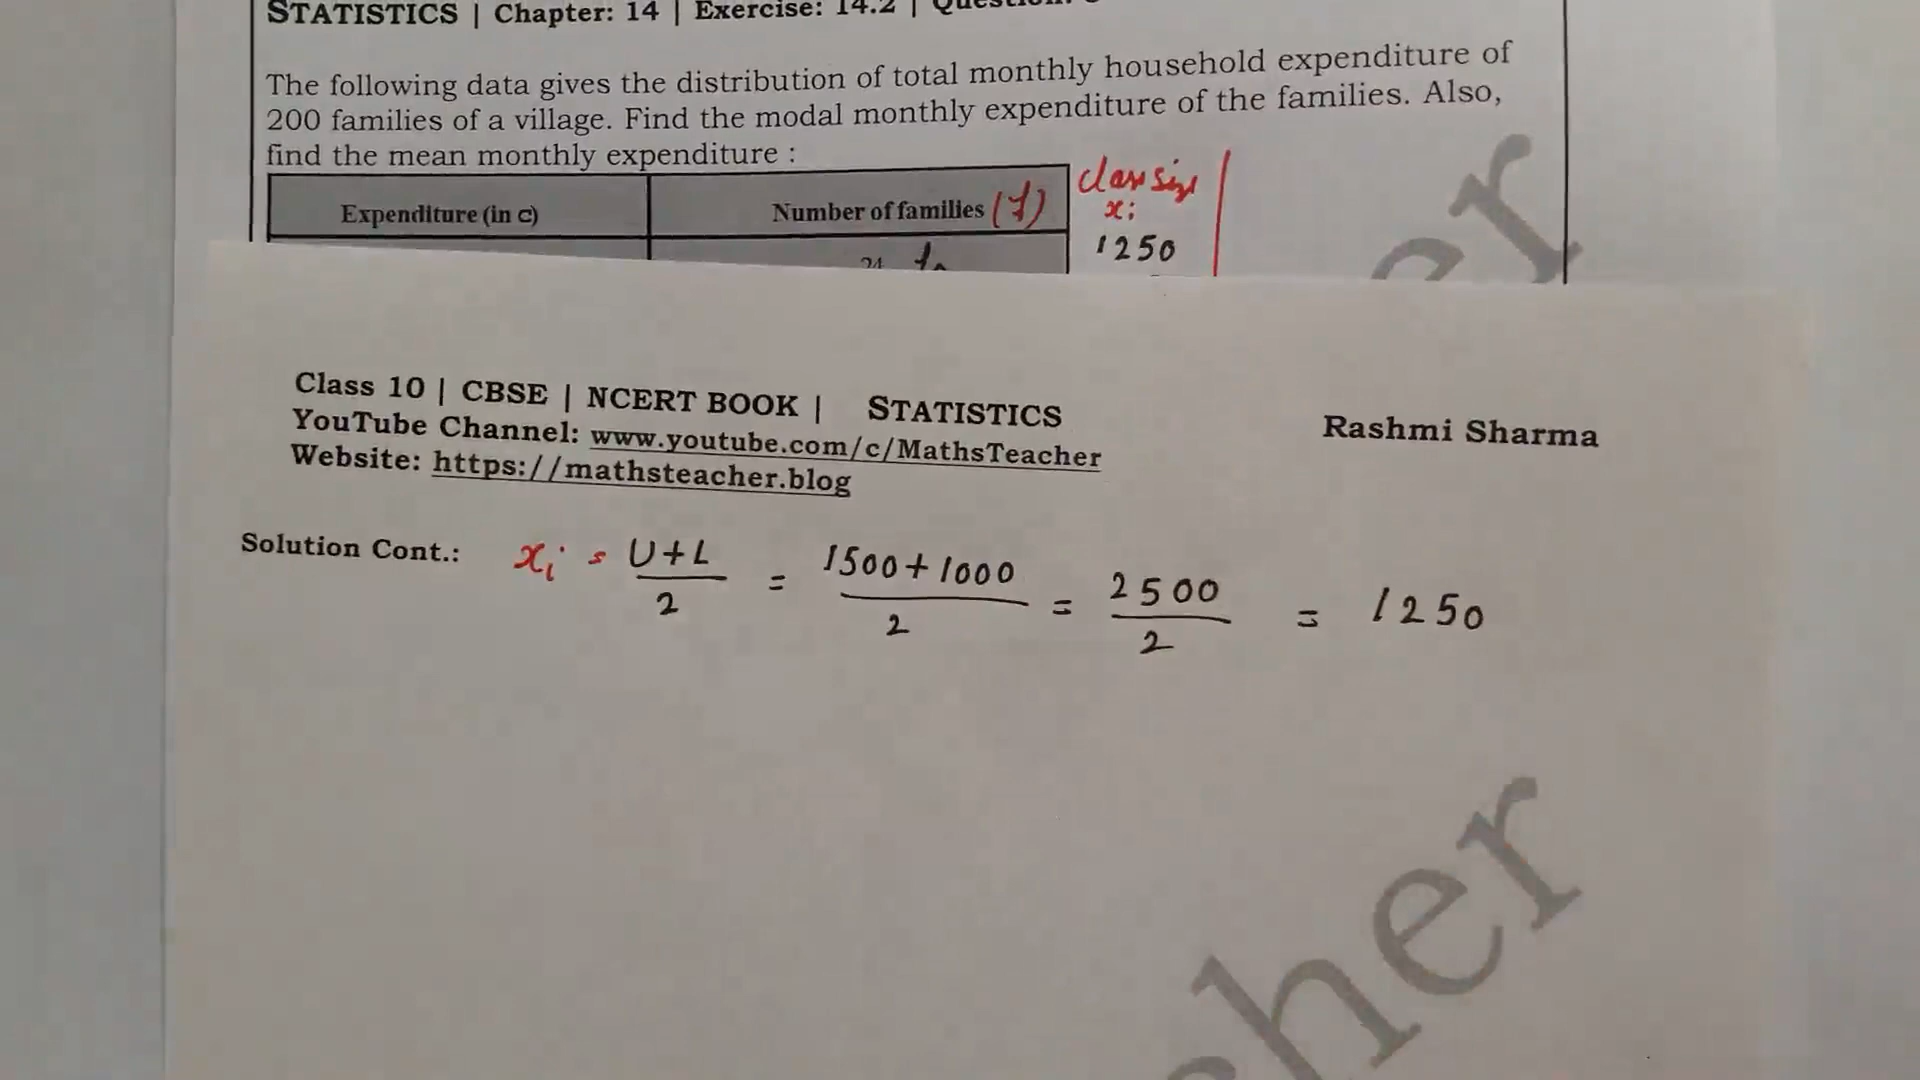 STATISTICS | Chapter: 14 | Exercise: 14.2 |
The following data gives the distribution of total monthly household expenditure of
200 families of a village. Find the modal monthly expenditure of the families. Also,
find the mean monthly expenditure :
Expenditure (in c) Number of families (f) class size
xi
1250
Class 10 | CBSE | NCERT BOOK | STATISTICS
Rashmi Sharma
YouTube Channel: www.youtube.com/c/MathsTeacher
Website: https://mathsteacher.blog
Solution Cont.: xi = U+L / 2 = 1500+1000 / 2 = 2500 / 2 = 1250